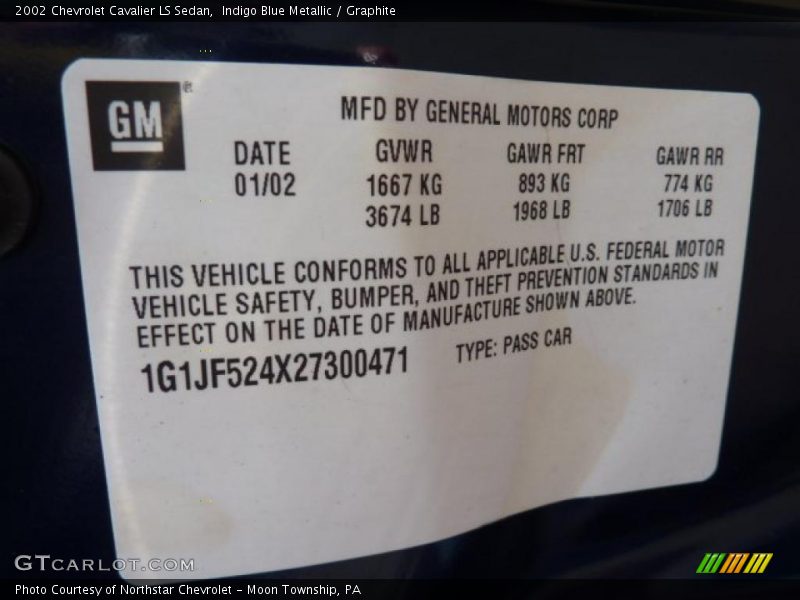 2002 Chevrolet Cavalier LS Sedan,  Indigo Blue Metallic / Graphite
GM ®
MFD BY GENERAL MOTORS CORP
DATE GVWR GAWR FRT GAWR RR
01/02 1667 KG 893 KG 774 KG
3674 LB 1968 LB 1706 LB
THIS VEHICLE CONFORMS TO ALL APPLICABLE U.S. FEDERAL MOTOR
VEHICLE SAFETY, BUMPER, AND THEFT PREVENTION STANDARDS IN
EFFECT ON THE DATE OF MANUFACTURE SHOWN ABOVE.
1G1JF524X27300471 TYPE: PASS CAR
GTCARLOT.COM
Photo Courtesy of Northstar Chevrolet - Moon Township, PA